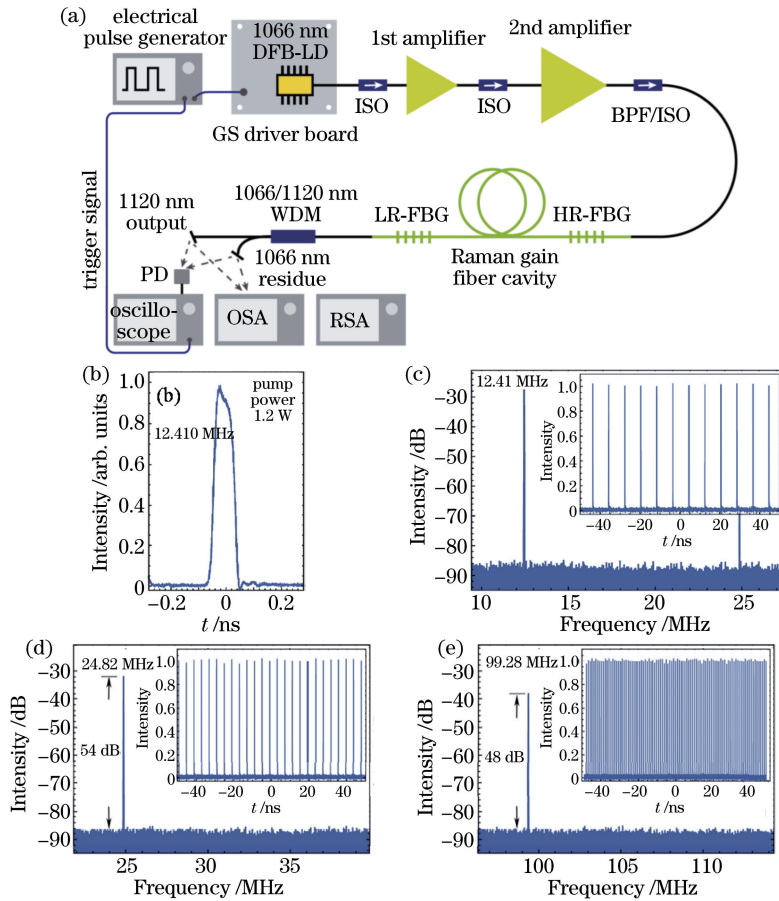 (a)
electrical
pulse generator
1066 nm
DFB-LD
GS driver board
ISO
1st amplifier
ISO
2nd amplifier
BPF/ISO
trigger signal
1120 nm
output
1066/1120 nm
WDM
1066 nm
residue
LR-FBG
HR-FBG
Raman gain
fiber cavity
PD
oscillo-
scope
OSA
RSA
(b)
(b)
pump
power
1.2 W
12.410 MHz
Intensity /arb. units
1.0
0.8
0.6
0.4
0.2
0
−0.2
0
0.2
t /ns
(c)
12.41 MHz
Intensity /dB
−30
−40
−50
−60
−70
−80
−90
10
15
20
25
Frequency /MHz
Intensity
1.0
0.8
0.6
0.4
0.2
0
−40
−20
0
20
40
t /ns
(d)
24.82 MHz
54 dB
Intensity /dB
−30
−40
−50
−60
−70
−80
−90
25
30
35
Frequency /MHz
Intensity
1.0
0.8
0.6
0.4
0.2
0
−40
−20
0
20
40
t /ns
(e)
99.28 MHz
48 dB
Intensity /dB
−30
−40
−50
−60
−70
−80
−90
100
105
110
Frequency /MHz
Intensity
1.0
0.8
0.6
0.4
0.2
0
−40
−20
0
20
40
t /ns